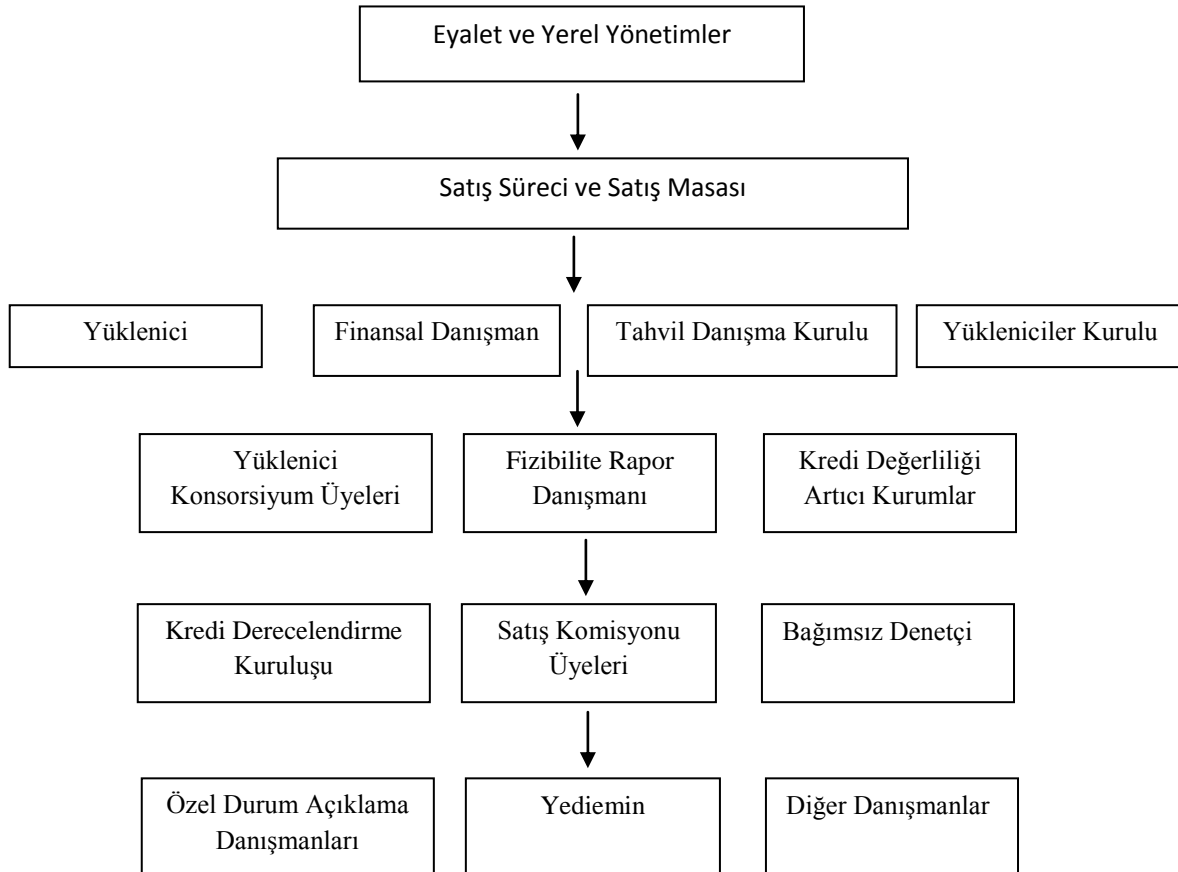 Eyalet ve Yerel Yönetimler
Satış Süreci ve Satış Masası
Yüklenici
Finansal Danışman
Tahvil Danışma Kurulu
Yükleniciler Kurulu
Yüklenici
Konsorsiyum Üyeleri
Fizibilite Rapor
Danışmanı
Kredi Değerliliği
Artıcı Kurumlar
Kredi Derecelendirme
Kuruluşu
Satış Komisyonu
Üyeleri
Bağımsız Denetçi
Özel Durum Açıklama
Danışmanları
Yediemin
Diğer Danışmanlar